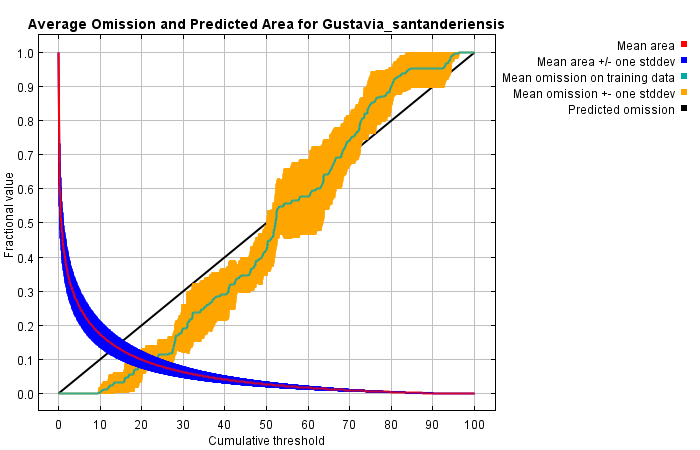 Average Omission and Predicted Area for Gustavia_santanderiensis
Mean area
Mean area +/- one stddev
Mean omission on training data
Mean omission +- one stddev
Predicted omission
Fractional value
1.0
0.9
0.8
0.7
0.6
0.5
0.4
0.3
0.2
0.1
0.0
0 10 20 30 40 50 60 70 80 90 100
Cumulative threshold